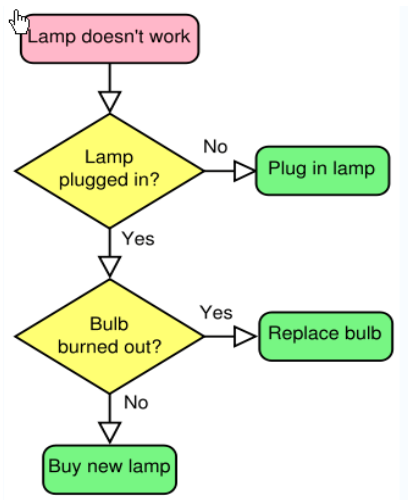 Lamp doesn't work
Lamp
plugged in?
No
Plug in lamp
Yes
Bulb
burned out?
Yes
Replace bulb
No
Buy new lamp